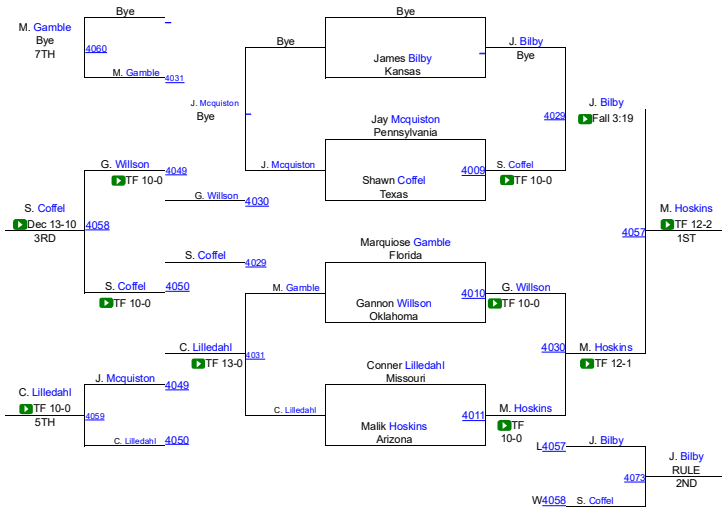 Bye
Bye
M. Gamble
Bye
7TH
4060
M. Gamble
4031
Bye
James Bilby
Kansas
J. Bilby
Bye
J. Mcquiston
Bye
J. Bilby
Fall 3:19
4029
Jay Mcquiston
Pennsylvania
G. Willson
4049
TF 10-0
J. Mcquiston
Shawn Coffel
Texas
4009
S. Coffel
TF 10-0
G. Willson
4030
S. Coffel
Dec 13-10
3RD
4058
M. Hoskins
TF 12-2
1ST
4057
Marquiose Gamble
Florida
S. Coffel
4029
S. Coffel
4050
TF 10-0
M. Gamble
Gannon Willson
Oklahoma
4010
G. Willson
TF 10-0
C. Lilledahl
TF 13-0
4031
4030
M. Hoskins
TF 12-1
Conner Lilledahl
Missouri
C. Lilledahl
TF 10-0
5TH
J. Mcquiston
4049
4059
C. Lilledahl
4050
C. Lilledahl
Malik Hoskins
Arizona
4011
M. Hoskins
TF
10-0
L4057
J. Bilby
4073
J. Bilby
RULE
2ND
W4058
S. Coffel